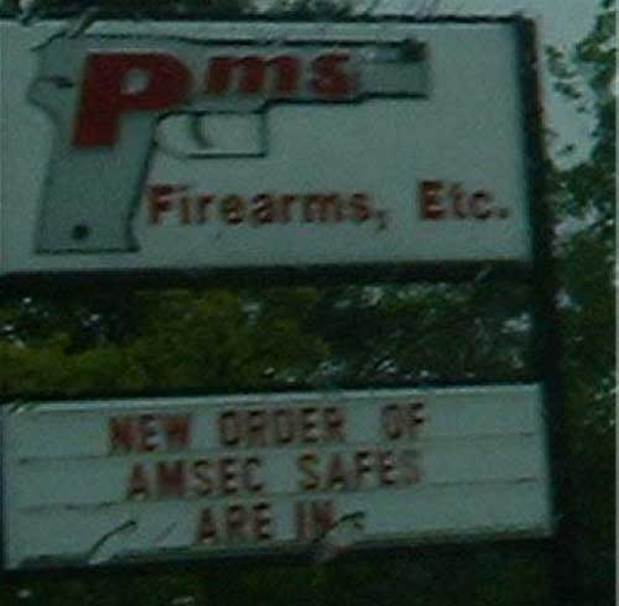 Pms
Firearms, Etc.
NEW ORDER OF
AMSEC SAFES
ARE IN